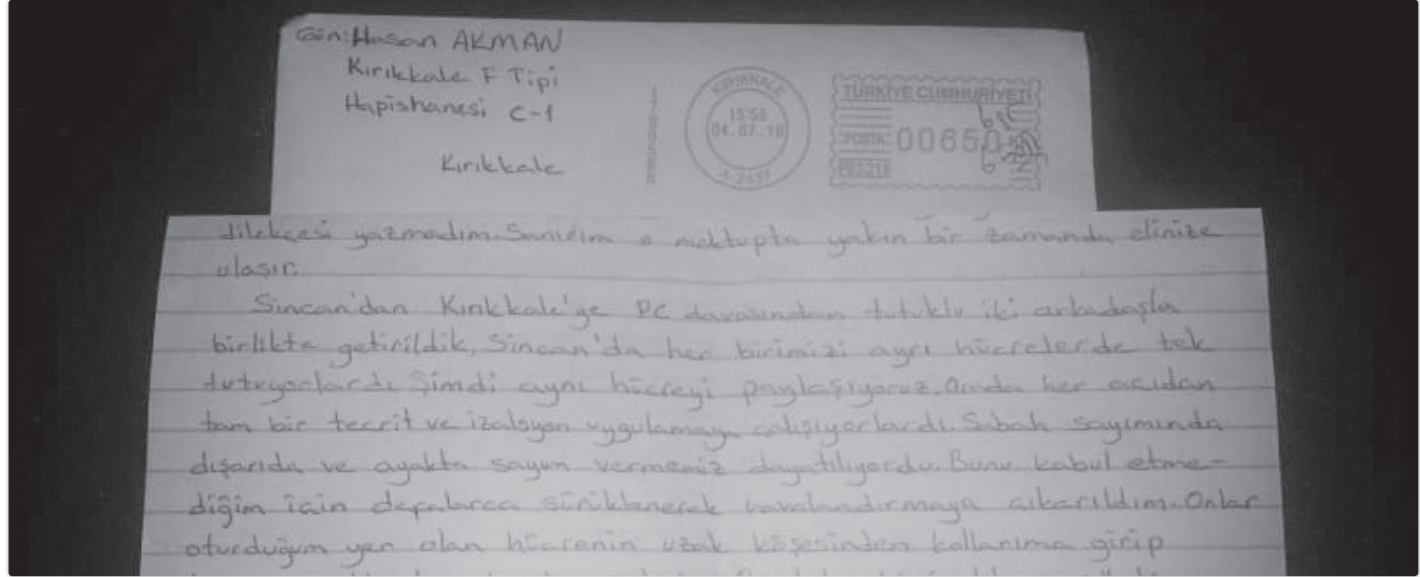 Gön: Hasan AKMAN
Kırıkkale F Tipi
Hapishanesi C-1
Kırıkkale
KIRIKKALE
15:55
04.07.18
TÜRKİYE CUMHURİYETİ
POSTA 00650
dilekçesi yazmadım. Sanırım o mektupta yakın bir zamanda elinize
ulaşır.
Sincan'dan Kırıkkale'ye PC davasından tutuklu iki arkadaşla
birlikte getirildik. Sincan'da her birimizi ayrı hücrelerde tek
tutuyorlardı. Şimdi aynı hücreyi paylaşıyoruz. Orada her açıdan
tam bir tecrit ve izalsyon uygulamaya çalışıyorlardı. Sabah sayımında
dışarıda ve ayakta sayım vermemiz dayatılıyordu. Bunu kabul etme-
diğim için defalarca sürüklenerek havalandırmaya çıkarıldım. Onlar
oturduğum yer olan hücrenin uzak köşesinden kollarıma girip